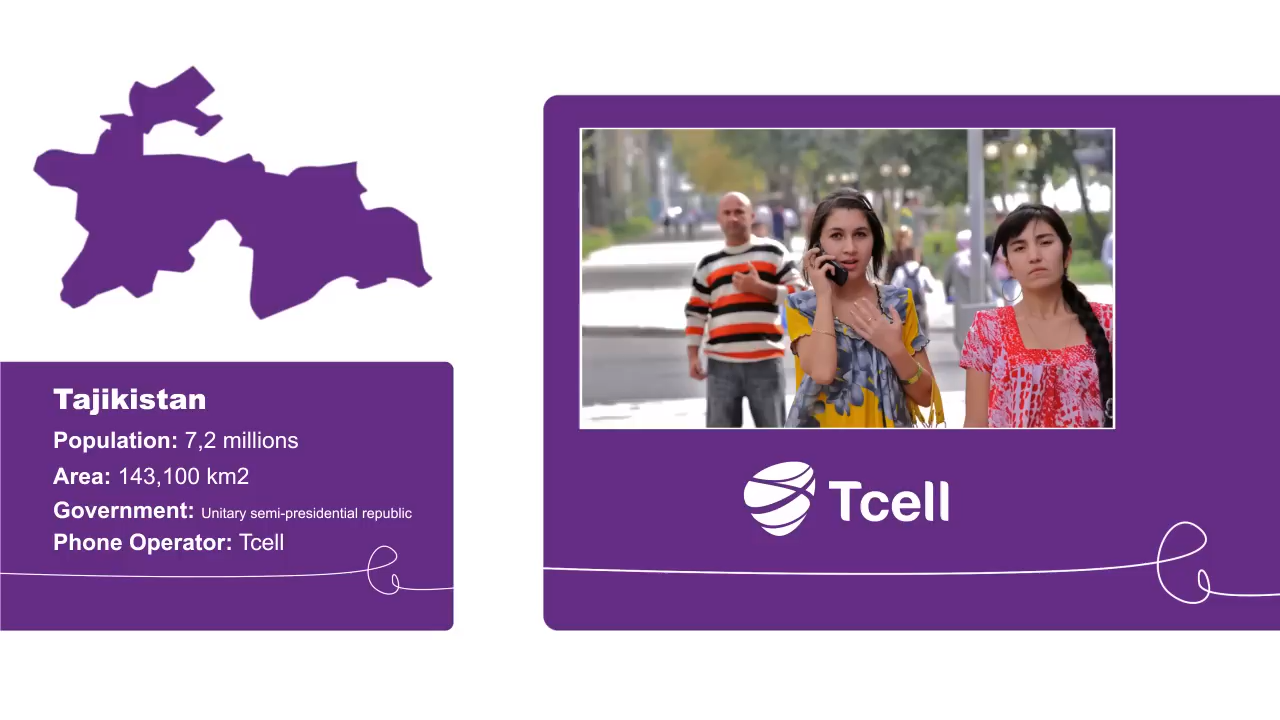 Tajikistan
Population: 7,2 millions
Area: 143,100 km2
Government: Unitary semi-presidential republic
Phone Operator: Tcell
Tcell